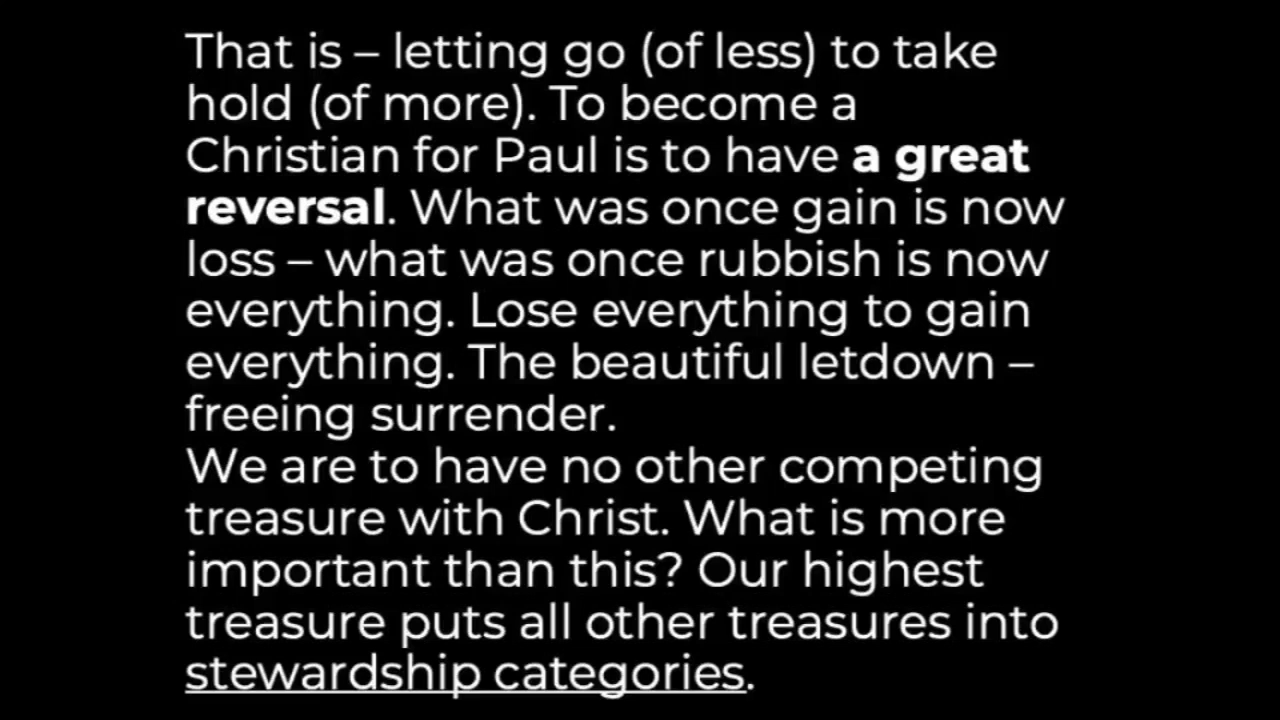 That is – letting go (of less) to take
hold (of more). To become a
Christian for Paul is to have a great
reversal. What was once gain is now
loss – what was once rubbish is now
everything. Lose everything to gain
everything. The beautiful letdown –
freeing surrender.
We are to have no other competing
treasure with Christ. What is more
important than this? Our highest
treasure puts all other treasures into
stewardship categories.